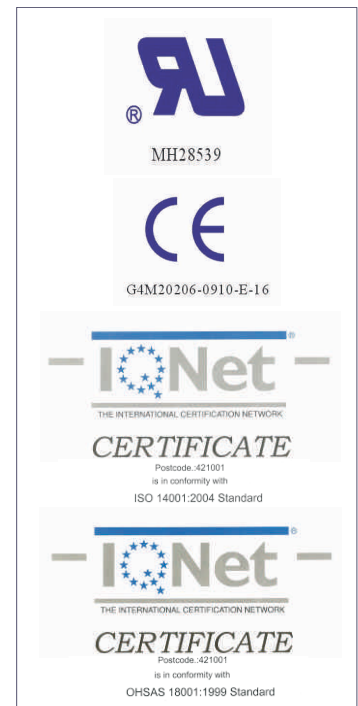 RU
®
MH28539
CE
G4M20206-0910-E-16
®
IQNet
THE INTERNATIONAL CERTIFICATION NETWORK
CERTIFICATE
Postcode.:421001
is in conformity with
ISO 14001:2004 Standard
®
IQNet
THE INTERNATIONAL CERTIFICATION NETWORK
CERTIFICATE
Postcode.:421001
is in conformity with
OHSAS 18001:1999 Standard